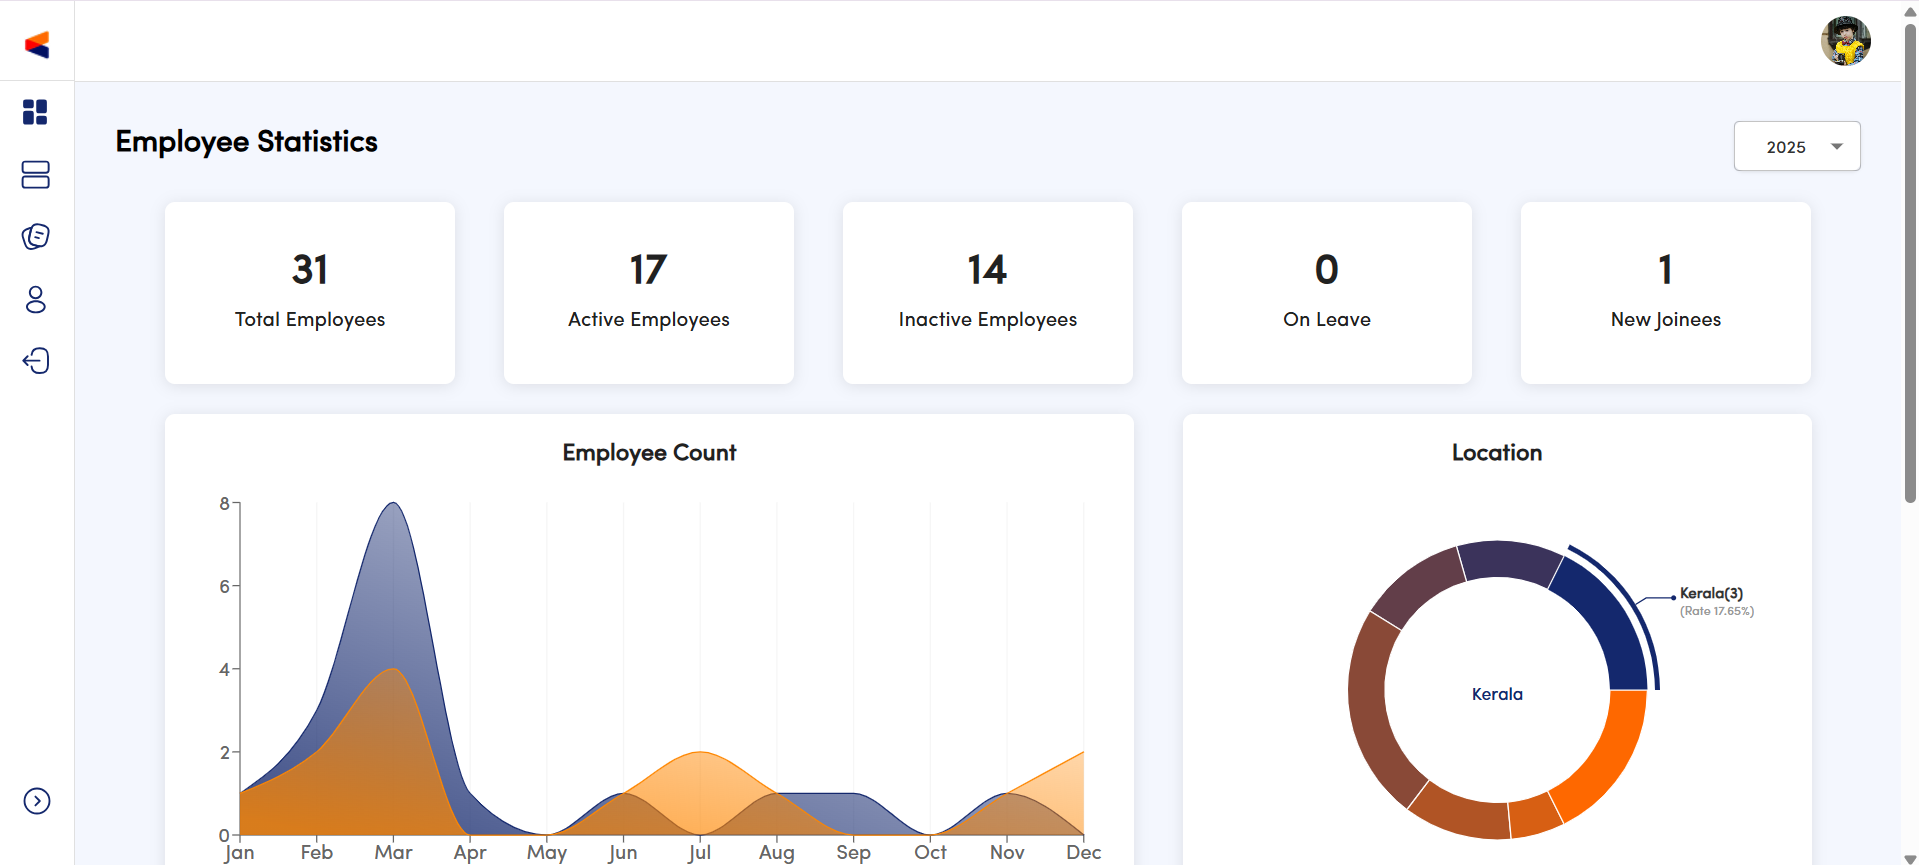 Employee Statistics
2025
31
Total Employees
17
Active Employees
14
Inactive Employees
0
On Leave
1
New Joinees
Employee Count
8
6
4
2
0
Jan Feb Mar Apr May Jun Jul Aug Sep Oct Nov Dec
Location
Kerala(3)
(Rate 17.65%)
Kerala